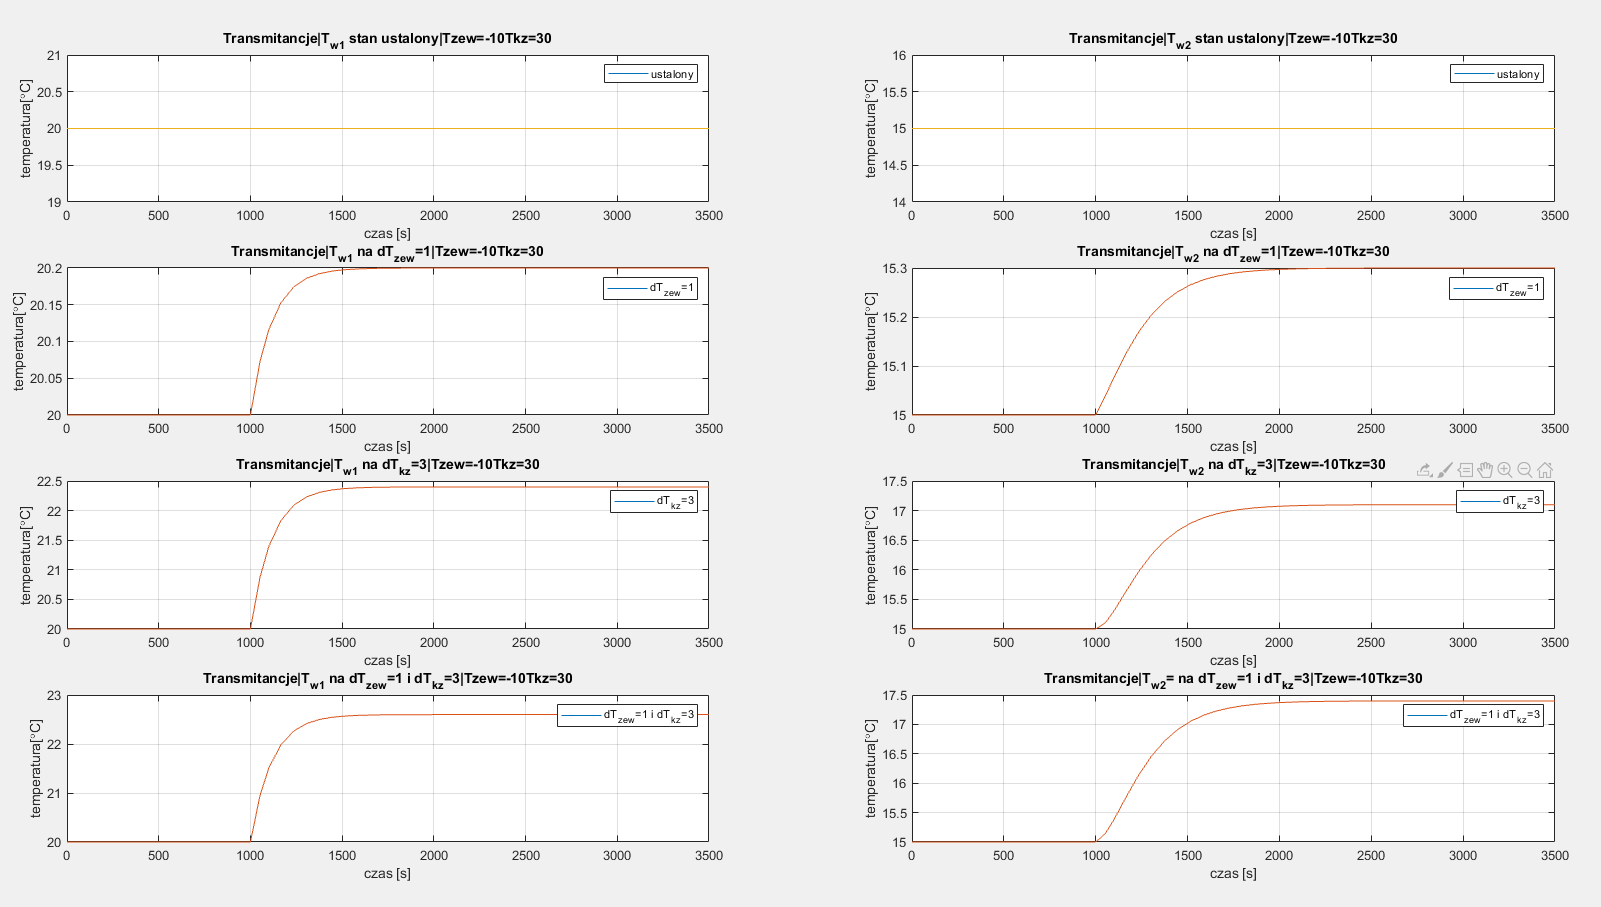 Transmitancje|Tw1 stan ustalony|Tzew=-10Tkz=30
21
20.5
20
19.5
19
temperatura[°C]
ustalony
0 500 1000 1500 2000 2500 3000 3500
czas [s]
Transmitancje|Tw2 stan ustalony|Tzew=-10Tkz=30
16
15.5
15
14.5
14
temperatura[°C]
ustalony
0 500 1000 1500 2000 2500 3000 3500
czas [s]
Transmitancje|Tw1 na dTzew=1|Tzew=-10Tkz=30
20.2
20.15
20.1
20.05
20
temperatura[°C]
dTzew=1
0 500 1000 1500 2000 2500 3000 3500
czas [s]
Transmitancje|Tw2 na dTzew=1|Tzew=-10Tkz=30
15.3
15.2
15.1
15
temperatura[°C]
dTzew=1
0 500 1000 1500 2000 2500 3000 3500
czas [s]
Transmitancje|Tw1 na dTkz=3|Tzew=-10Tkz=30
22.5
22
21.5
21
20.5
20
temperatura[°C]
dTkz=3
0 500 1000 1500 2000 2500 3000 3500
czas [s]
Transmitancje|Tw2 na dTkz=3|Tzew=-10Tkz=30
17.5
17
16.5
16
15.5
15
temperatura[°C]
dTkz=3
0 500 1000 1500 2000 2500 3000 3500
czas [s]
Transmitancje|Tw1 na dTzew=1 i dTkz=3|Tzew=-10Tkz=30
23
22
21
20
temperatura[°C]
dTzew=1 i dTkz=3
0 500 1000 1500 2000 2500 3000 3500
czas [s]
Transmitancje|Tw2= na dTzew=1 i dTkz=3|Tzew=-10Tkz=30
17.5
17
16.5
16
15.5
15
temperatura[°C]
dTzew=1 i dTkz=3
0 500 1000 1500 2000 2500 3000 3500
czas [s]